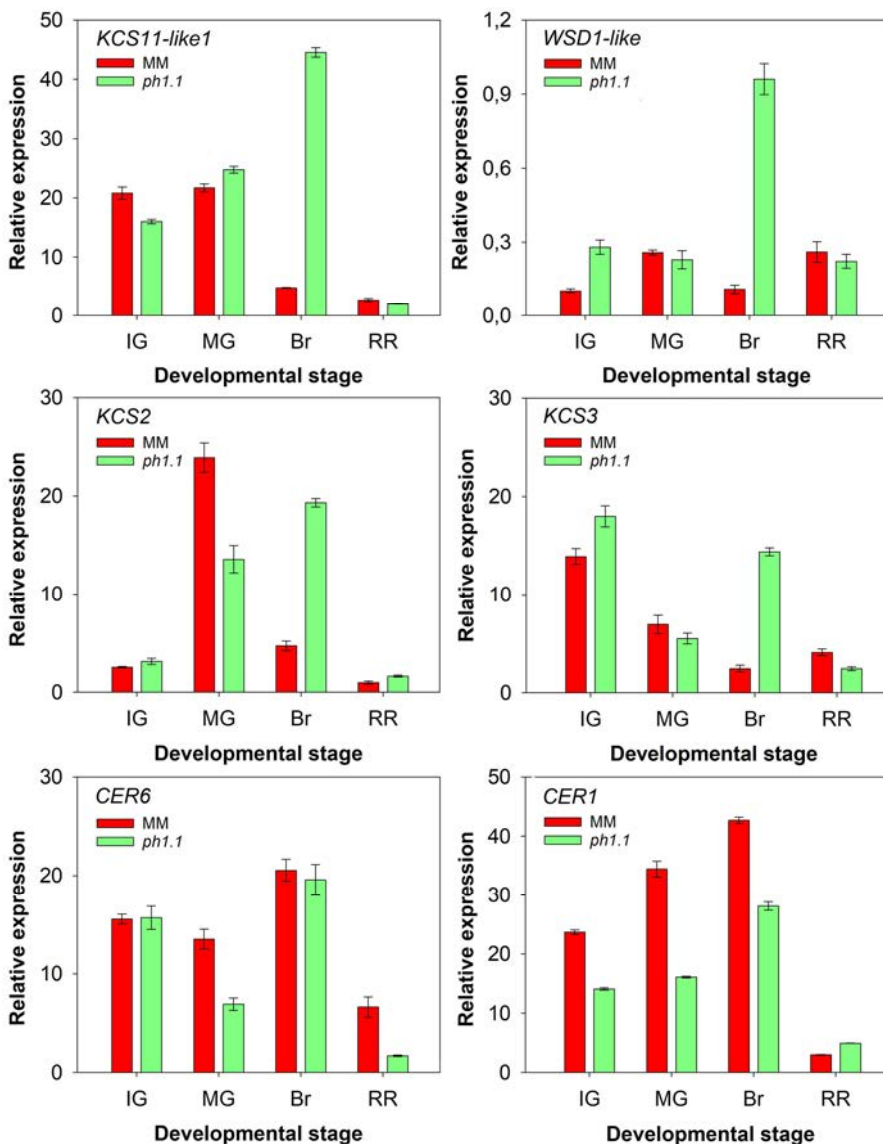 KCS11-like1
MM
ph1.1
Relative expression
50
40
30
20
10
0
IG MG Br RR
Developmental stage
WSD1-like
MM
ph1.1
Relative expression
1,2
0,9
0,6
0,3
0,0
IG MG Br RR
Developmental stage
KCS2
MM
ph1.1
Relative expression
30
20
10
0
IG MG Br RR
Developmental stage
KCS3
MM
ph1.1
Relative expression
30
20
10
0
IG MG Br RR
Developmental stage
CER6
MM
ph1.1
Relative expression
30
20
10
0
IG MG Br RR
Developmental stage
CER1
MM
ph1.1
Relative expression
50
40
30
20
10
0
IG MG Br RR
Developmental stage